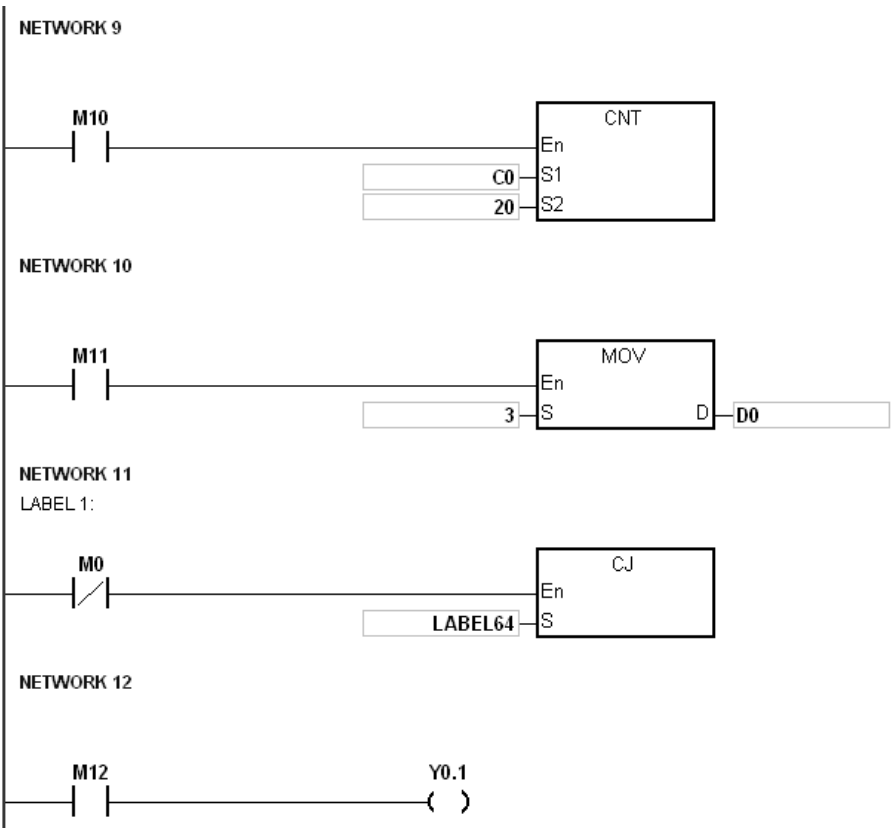 NETWORK 9
M10
CNT
En
C0 S1
20 S2
NETWORK 10
M11
MOV
En
3 S D D0
NETWORK 11
LABEL 1:
M0
CJ
En
LABEL64 S
NETWORK 12
M12 Y0.1